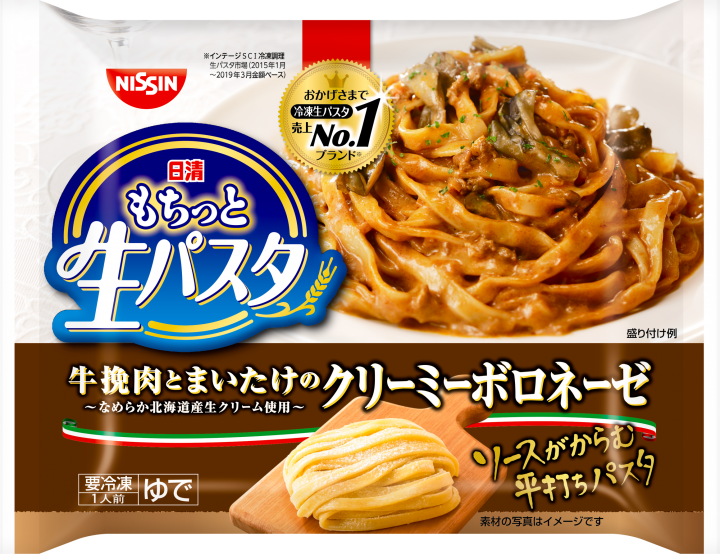 NISSIN
※インテージSCI冷凍調理
生パスタ市場(2015年1月
～2019年3月金額ベース)
おかげさまで
冷凍生パスタ
売上No.1
ブランド※
日清
もちっと
生パスタ
盛り付け例
牛挽肉とまいたけのクリーミーボロネーゼ
～なめらか北海道産生クリーム使用～
ソースがからむ
平打ちパスタ
要冷凍
1人前
ゆで
素材の写真はイメージです